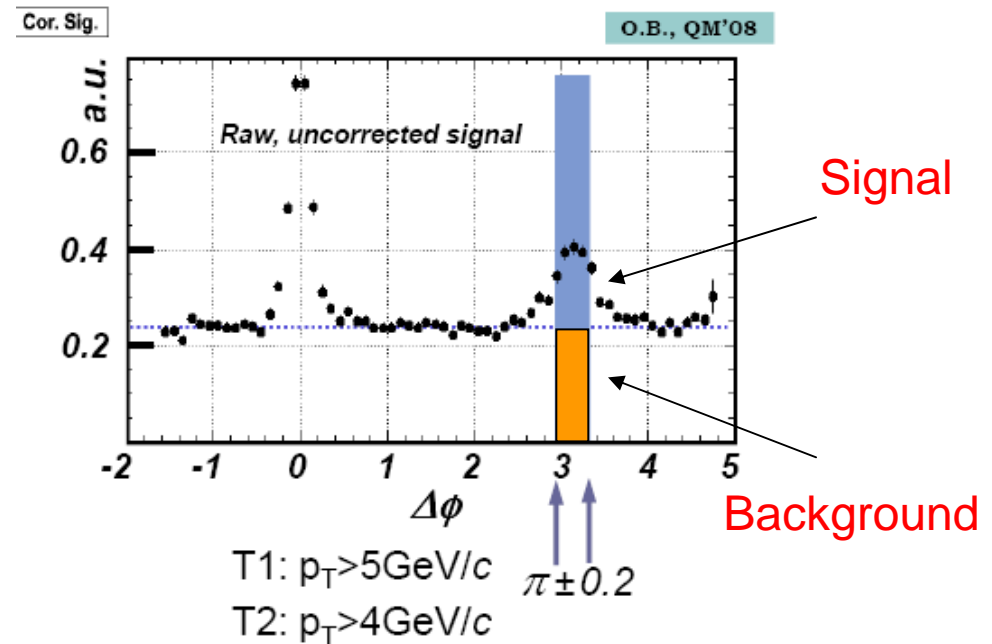 Cor. Sig.
O.B., QM'08
a.u.
Raw, uncorrected signal
0.6
0.4
0.2
Signal
Background
-2 -1 0 1 2 3 4 5
Δϕ
π±0.2
T1: pT>5GeV/c
T2: pT>4GeV/c